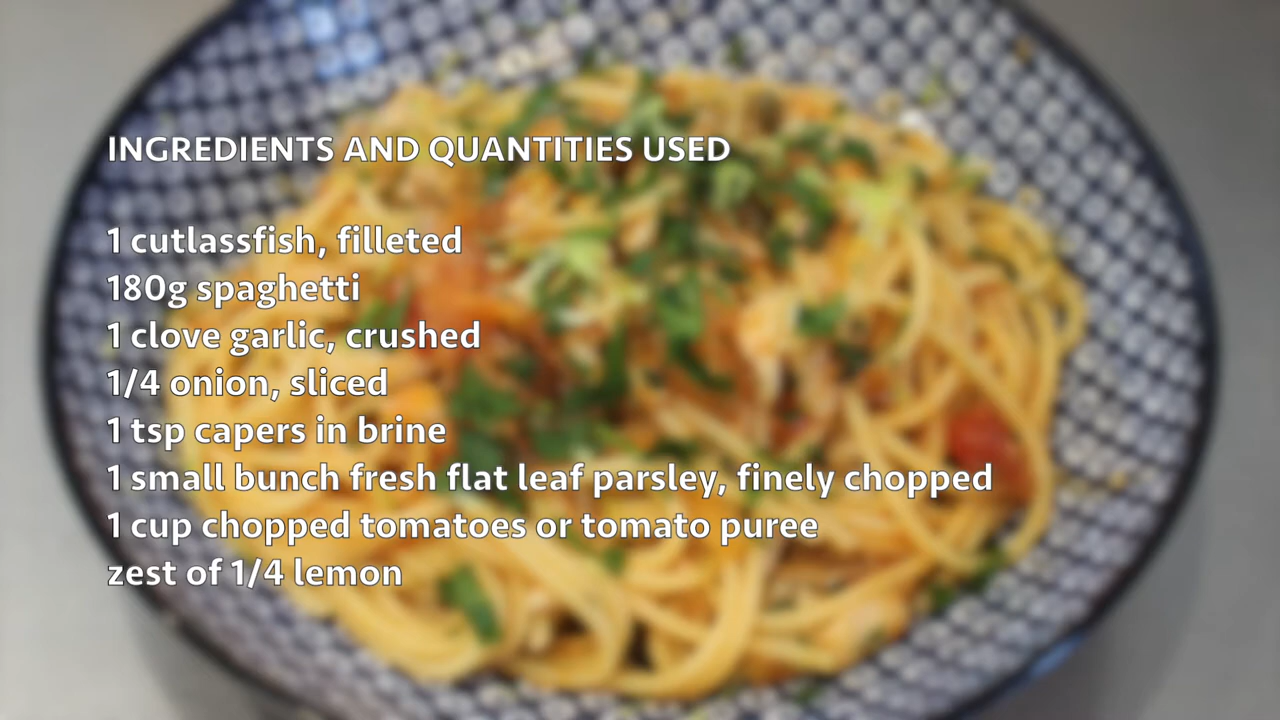 INGREDIENTS AND QUANTITIES USED
1 cutlassfish, filleted
180g spaghetti
1 clove garlic, crushed
1/4 onion, sliced
1 tsp capers in brine
1 small bunch fresh flat leaf parsley, finely chopped
1 cup chopped tomatoes or tomato puree
zest of 1/4 lemon